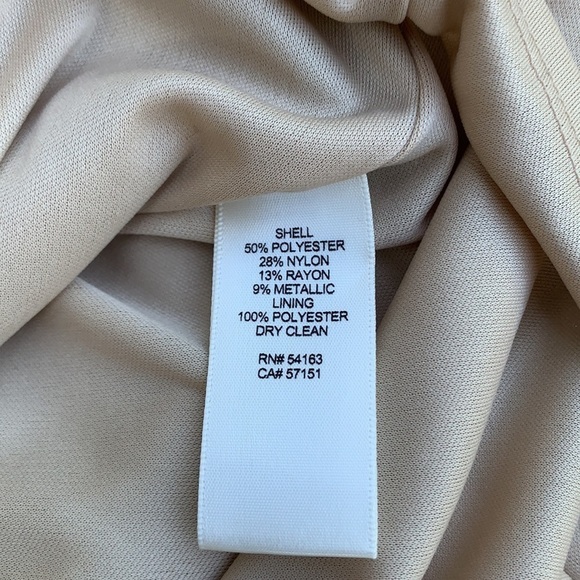 SHELL
50% POLYESTER
28% NYLON
13% RAYON
9% METALLIC
LINING
100% POLYESTER
DRY CLEAN
RN# 54163
CA# 57151